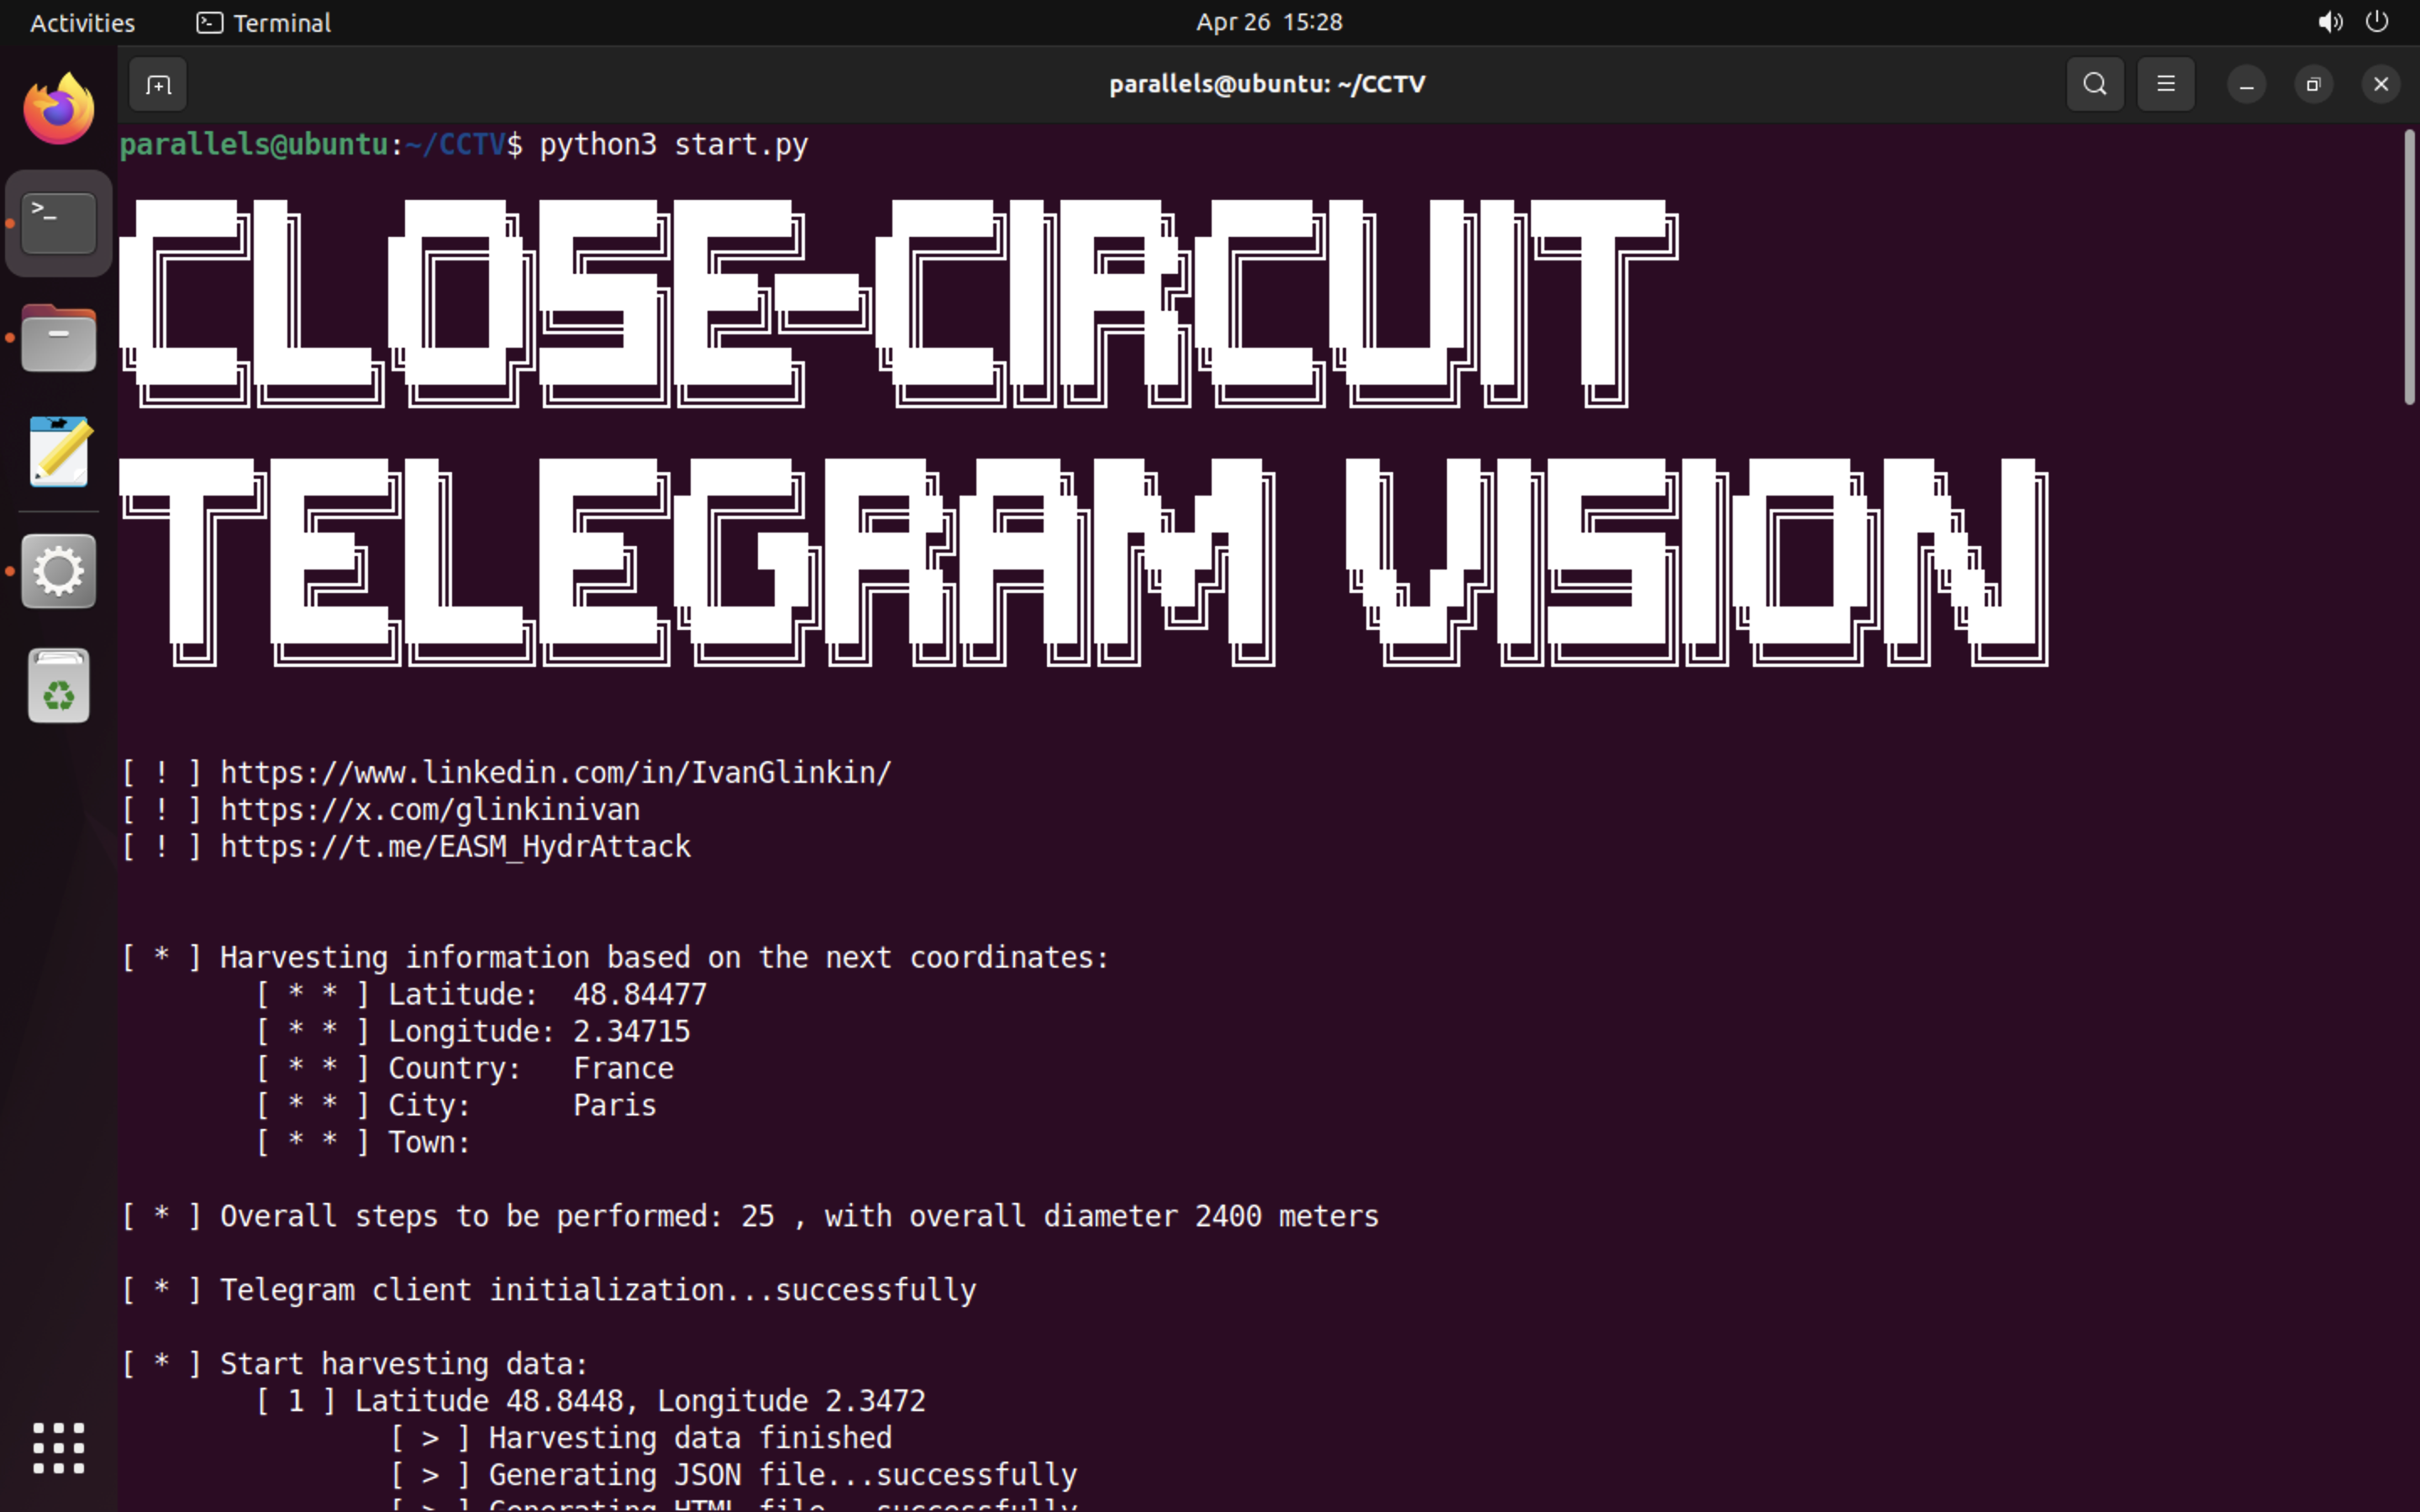 Activities Terminal Apr 26 15:28
parallels@ubuntu: ~/CCTV
parallels@ubuntu:~/CCTV$ python3 start.py
CLOSE-CIRCUIT
TELEGRAM VISION
[ ! ] https://www.linkedin.com/in/IvanGlinkin/
[ ! ] https://x.com/glinkinivan
[ ! ] https://t.me/EASM_HydrAttack
[ * ] Harvesting information based on the next coordinates:
[ * * ] Latitude: 48.84477
[ * * ] Longitude: 2.34715
[ * * ] Country: France
[ * * ] City: Paris
[ * * ] Town:
[ * ] Overall steps to be performed: 25 , with overall diameter 2400 meters
[ * ] Telegram client initialization...successfully
[ * ] Start harvesting data:
[ 1 ] Latitude 48.8448, Longitude 2.3472
[ > ] Harvesting data finished
[ > ] Generating JSON file...successfully
[ > ] Generating HTML file...successfully